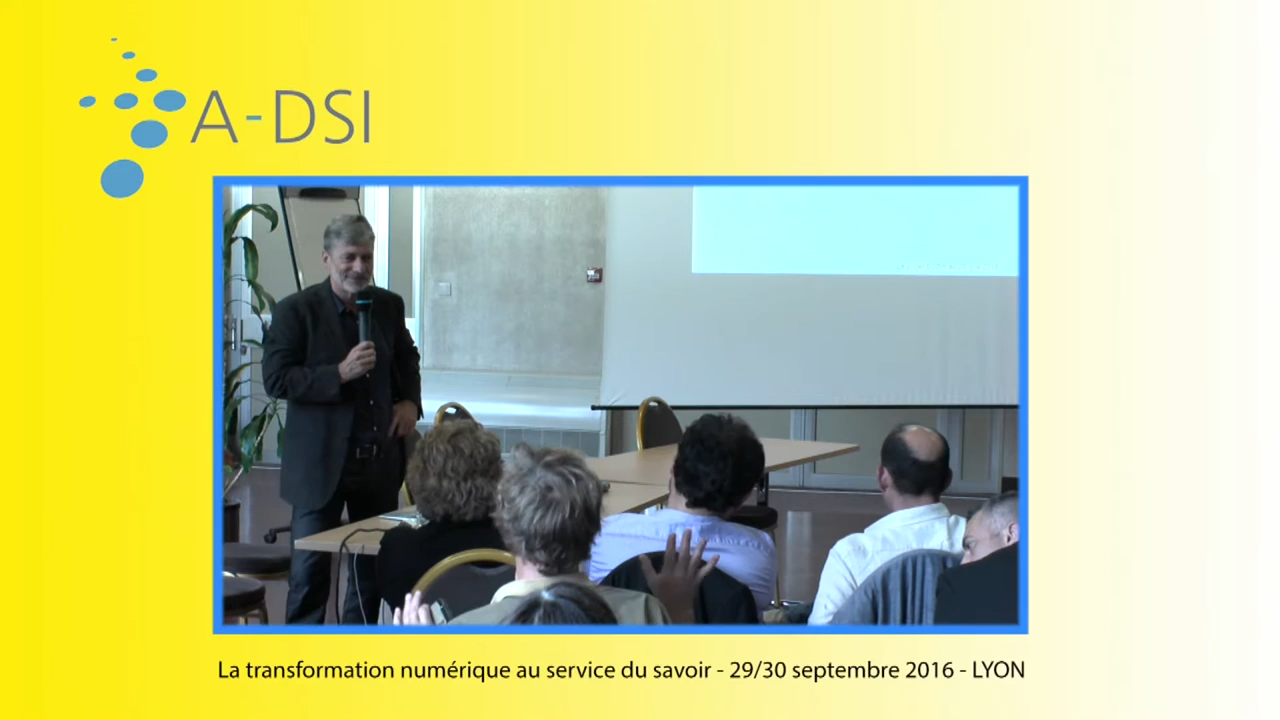 A-DSI
La transformation numérique au service du savoir - 29/30 septembre 2016 - LYON